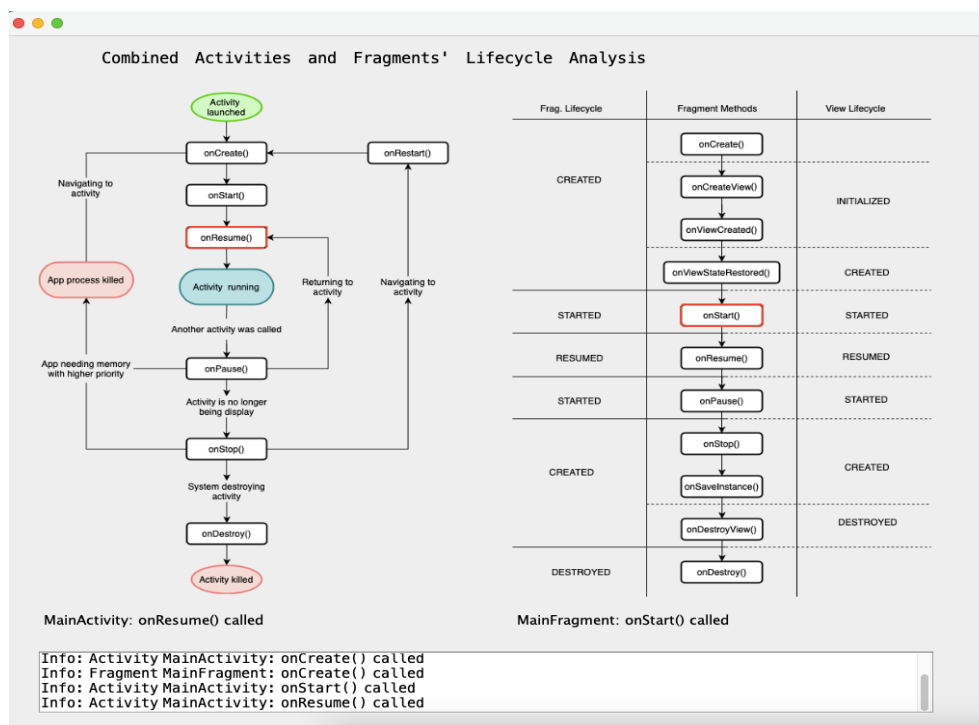 Combined Activities and Fragments' Lifecycle Analysis
Activity
launched
onCreate()
onRestart()
Navigating to
activity
onStart()
onResume()
App process killed
Activity running
Returning to
activity
Navigating to
activity
Another activity was called
App needing memory
with higher priority
onPause()
Activity is no longer
being display
onStop()
System destroying
activity
onDestroy()
Activity killed
Frag. Lifecycle
Fragment Methods
View Lifecycle
onCreate()
CREATED
onCreateView()
INITIALIZED
onViewCreated()
onViewStateRestored()
CREATED
STARTED
onStart()
STARTED
RESUMED
onResume()
RESUMED
STARTED
onPause()
STARTED
onStop()
CREATED
CREATED
onSaveInstance()
onDestroyView()
DESTROYED
DESTROYED
onDestroy()
MainActivity: onResume() called
MainFragment: onStart() called
Info: Activity MainActivity: onCreate() called
Info: Fragment MainFragment: onCreate() called
Info: Activity MainActivity: onStart() called
Info: Activity MainActivity: onResume() called